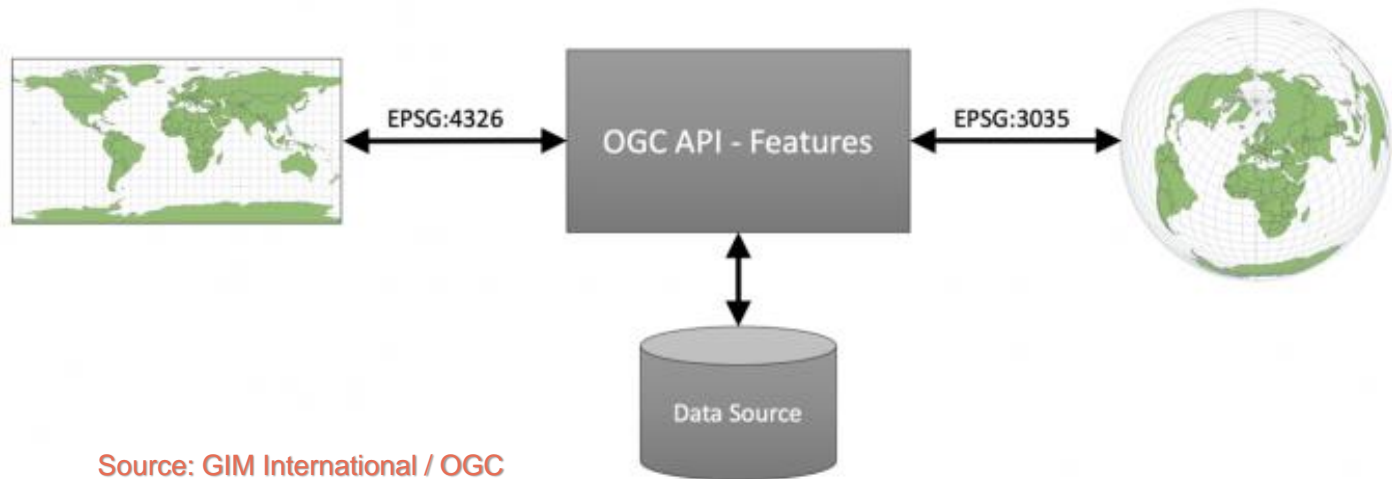 EPSG:4326
OGC API - Features
EPSG:3035
Data Source
Source: GIM International / OGC